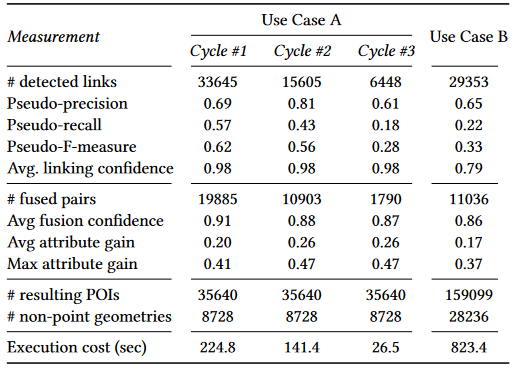 Use Case A
Measurement Use Case B
Cycle #1 Cycle #2 Cycle #3
# detected links 33645 15605 6448 29353
Pseudo-precision 0.69 0.81 0.61 0.65
Pseudo-recall 0.57 0.43 0.18 0.22
Pseudo-F-measure 0.62 0.56 0.28 0.33
Avg. linking confidence 0.98 0.98 0.98 0.79
# fused pairs 19885 10903 1790 11036
Avg fusion confidence 0.91 0.88 0.87 0.86
Avg attribute gain 0.20 0.26 0.26 0.17
Max attribute gain 0.41 0.47 0.47 0.37
# resulting POIs 35640 35640 35640 159099
# non-point geometries 8728 8728 8728 28236
Execution cost (sec) 224.8 141.4 26.5 823.4